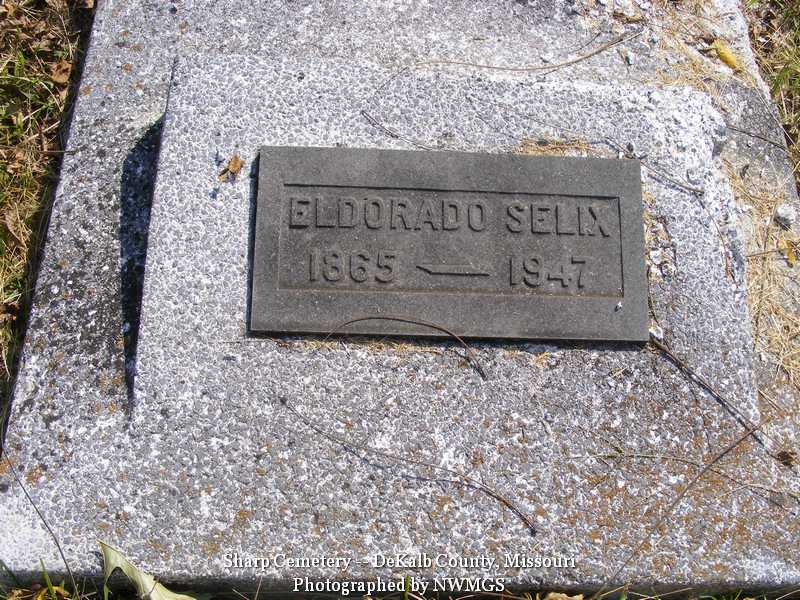 ELDORADO SELIX
1865 — 1947
Sharp Cemetery - DeKalb County, Missouri
Photographed by NWMGS